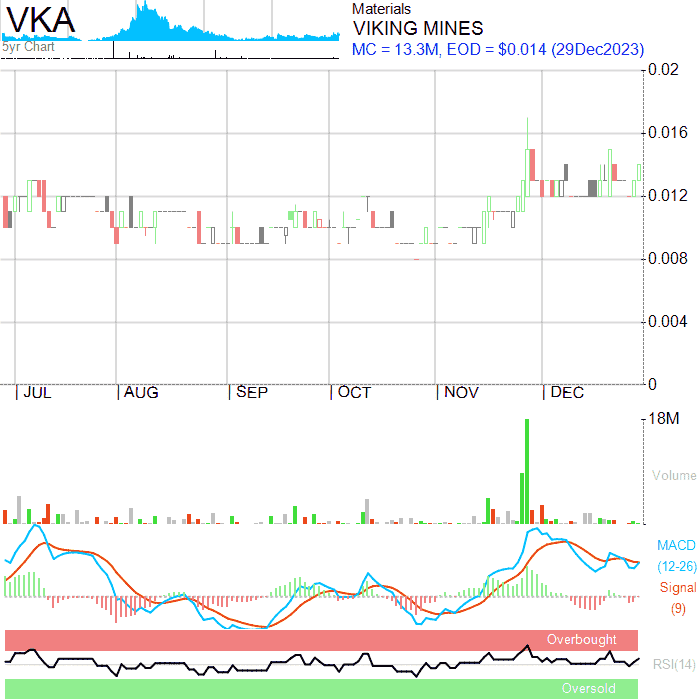 VKA
5yr Chart
Materials
VIKING MINES
MC = 13.3M, EOD = $0.014 (29Dec2023)
0.02
0.016
0.012
0.008
0.004
0
JUL AUG SEP OCT NOV DEC
18M
Volume
MACD
(12-26)
Signal
(9)
Overbought
RSI(14)
Oversold